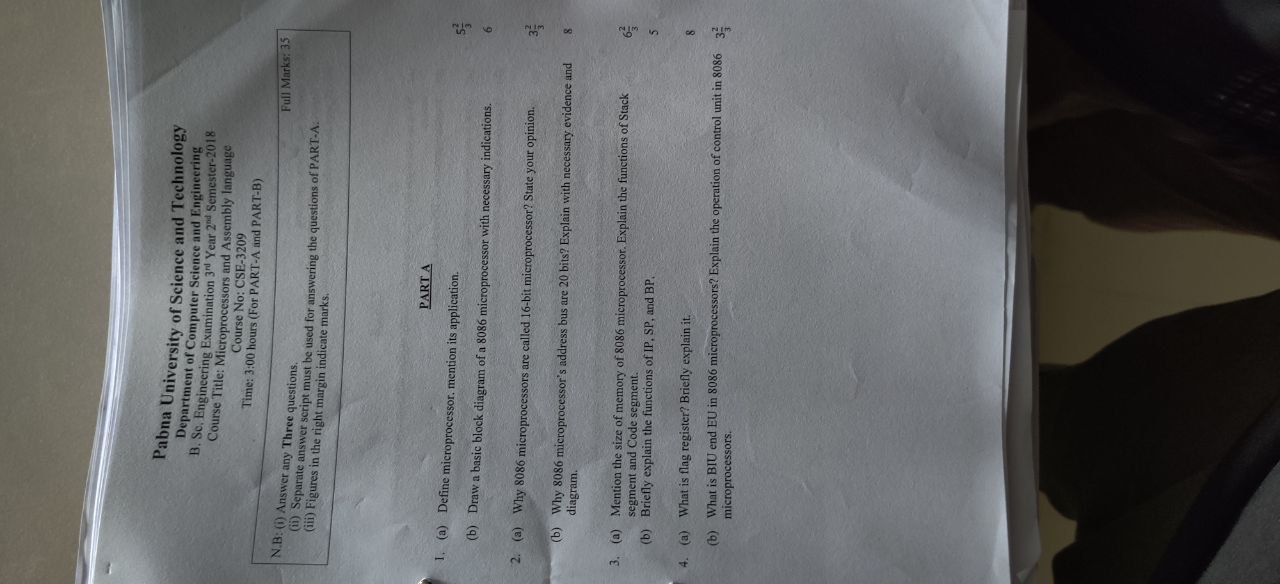 Pabna University of Science and Technology
Department of Computer Science and Engineering
B. Sc. Engineering Examination 3rd Year 2nd Semester-2018
Course Title: Microprocessors and Assembly language
Course No: CSE-3209
Time: 3:00 hours (For PART-A and PART-B)
Full Marks: 35
N.B: (i) Answer any Three questions.
(ii) Separate answer script must be used for answering the questions of PART-A.
(iii) Figures in the right margin indicate marks.
PART A
1. (a) Define microprocessor. mention its application. 5 2/3
(b) Draw a basic block diagram of a 8086 microprocessor with necessary indications. 6
2. (a) Why 8086 microprocessors are called 16-bit microprocessor? State your opinion. 3 2/3
(b) Why 8086 microprocessor's address bus are 20 bits? Explain with necessary evidence and 8
diagram.
3. (a) Mention the size of memory of 8086 microprocessor. Explain the functions of Stack 6 2/3
segment and Code segment.
(b) Briefly explain the functions of IP, SP, and BP. 5
4. (a) What is flag register? Briefly explain it. 8
(b) What is BIU end EU in 8086 microprocessors? Explain the operation of control unit in 8086 3 2/3
microprocessors.